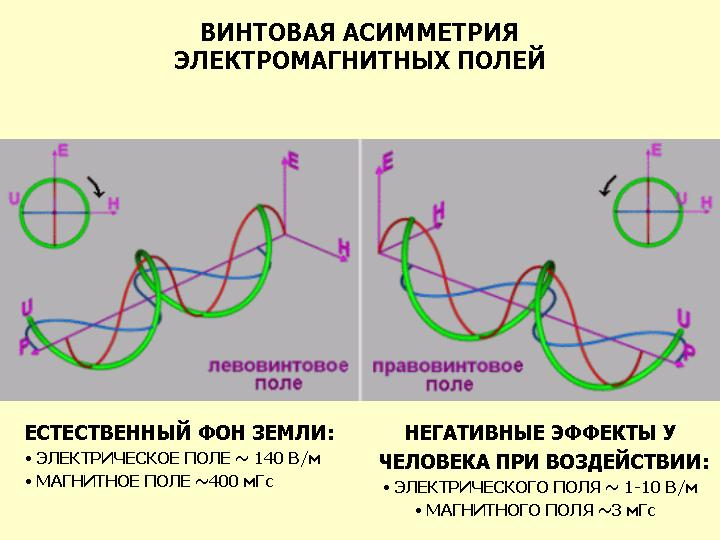 ВИНТОВАЯ АСИММЕТРИЯ
ЭЛЕКТРОМАГНИТНЫХ ПОЛЕЙ
E
U
H
E
H
U
P
левовинтовое
поле
E
H
E
U
H
U
P
правовинтовое
поле
ЕСТЕСТВЕННЫЙ ФОН ЗЕМЛИ:
• ЭЛЕКТРИЧЕСКОЕ ПОЛЕ ~ 140 В/м
• МАГНИТНОЕ ПОЛЕ ~400 мГс
НЕГАТИВНЫЕ ЭФФЕКТЫ У
ЧЕЛОВЕКА ПРИ ВОЗДЕЙСТВИИ:
• ЭЛЕКТРИЧЕСКОГО ПОЛЯ ~ 1-10 В/м
• МАГНИТНОГО ПОЛЯ ~3 мГс